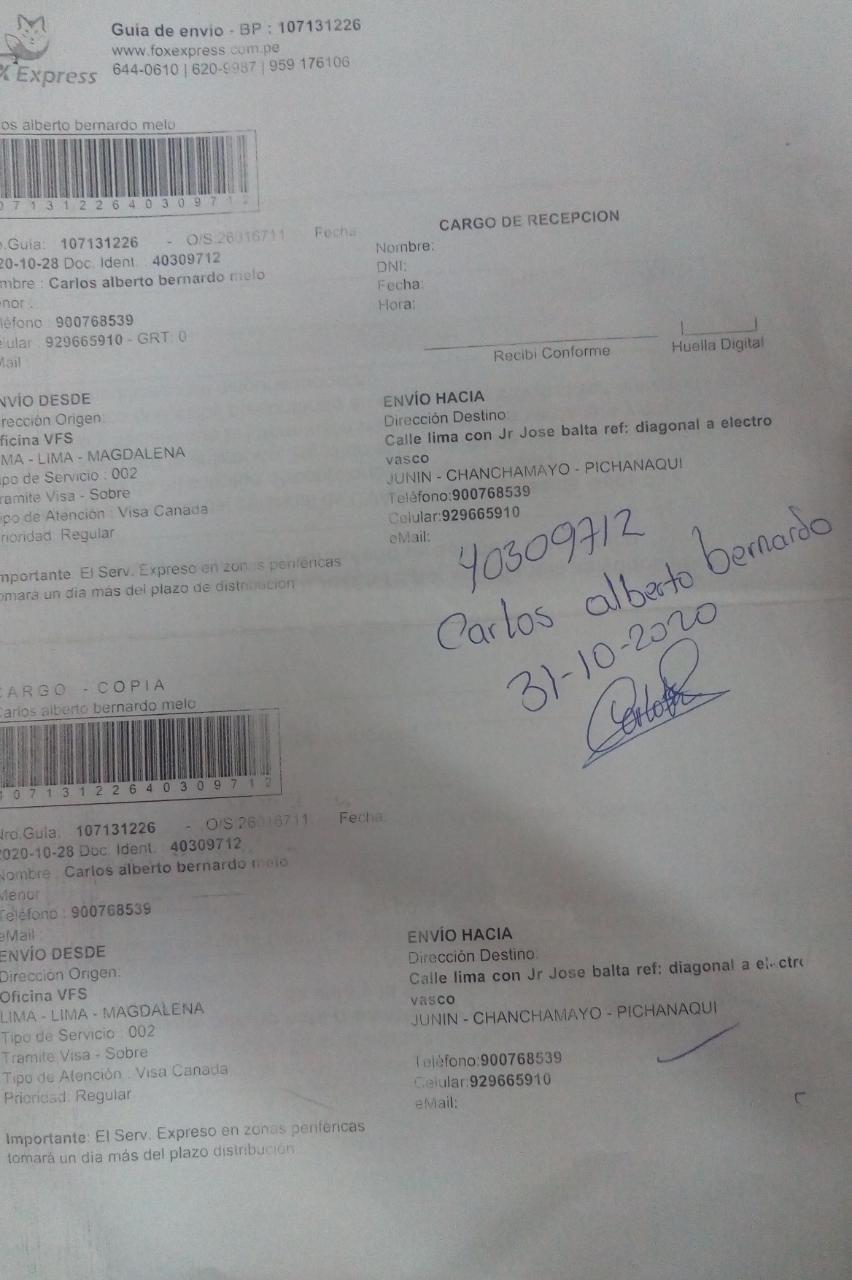 Guia de envio - BP : 107131226
www.foxexpress.com.pe
644-0610 | 620-9987 | 959 176106
X Express
os alberto bernardo melo
0713122640309712
CARGO DE RECEPCION
.Guia: 107131226 - O/S:26016711 Fecha
20-10-28 Doc. Ident. : 40309712
mbre : Carlos alberto bernardo melo
nor :
léfono : 900768539
lular : 929665910 - GRT: 0
Mail :
Nombre:
DNI:
Fecha:
Hora:
Recibi Conforme
Huella Digital
NVÍO DESDE
rección Origen:
ficina VFS
MA - LIMA - MAGDALENA
ipo de Servicio : 002
ramite Visa - Sobre
ipo de Atención : Visa Canada
rioridad: Regular
ENVÍO HACIA
Dirección Destino:
Calle lima con Jr Jose balta ref: diagonal a electro
vasco
JUNIN - CHANCHAMAYO - PICHANAQUI
Teléfono:900768539
Celular:929665910
eMail:
mportante: El Serv. Expreso en zonas periféricas
omará un día más del plazo de distribución
40309712
Carlos alberto bernardo
31-10-2020
CARGO - COPIA
Carlos alberto bernardo melo
10713122640309712
Nro.Guia: 107131226 - O/S:26016711 Fecha:
2020-10-28 Doc. Ident. : 40309712
Nombre : Carlos alberto bernardo melo
Menor
Teléfono : 900768539
eMail :
ENVÍO DESDE
Dirección Origen:
Oficina VFS
LIMA - LIMA - MAGDALENA
Tipo de Servicio : 002
Tramite Visa - Sobre
Tipo de Atención : Visa Canada
Prioridad: Regular
ENVÍO HACIA
Dirección Destino:
Calle lima con Jr Jose balta ref: diagonal a electro
vasco
JUNIN - CHANCHAMAYO - PICHANAQUI
Teléfono:900768539
Celular:929665910
eMail:
Importante: El Serv. Expreso en zonas periféricas
tomará un día más del plazo distribución